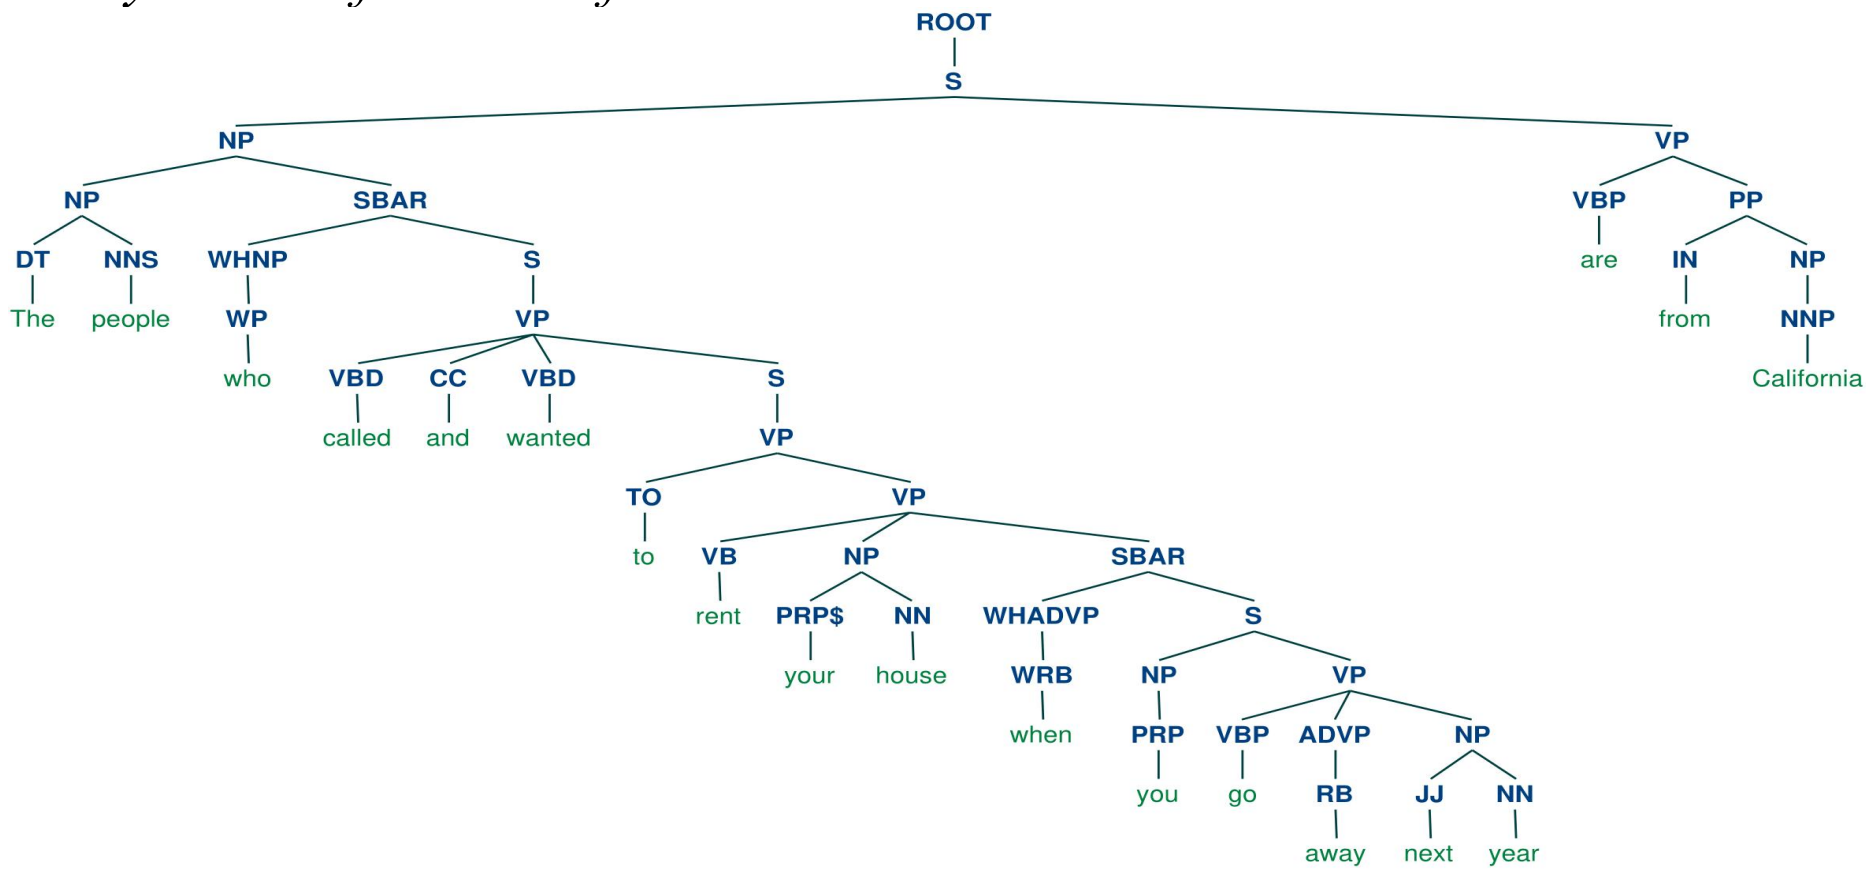 ROOT
S
NP VP
NP SBAR VBP PP
DT NNS WHNP S are IN NP
The people WP VP from NNP
who VBD CC VBD S California
called and wanted VP
TO VP
to VB NP SBAR
rent PRP$ NN WHADVP S
your house WRB NP VP
when PRP VBP ADVP NP
you go RB JJ NN
away next year